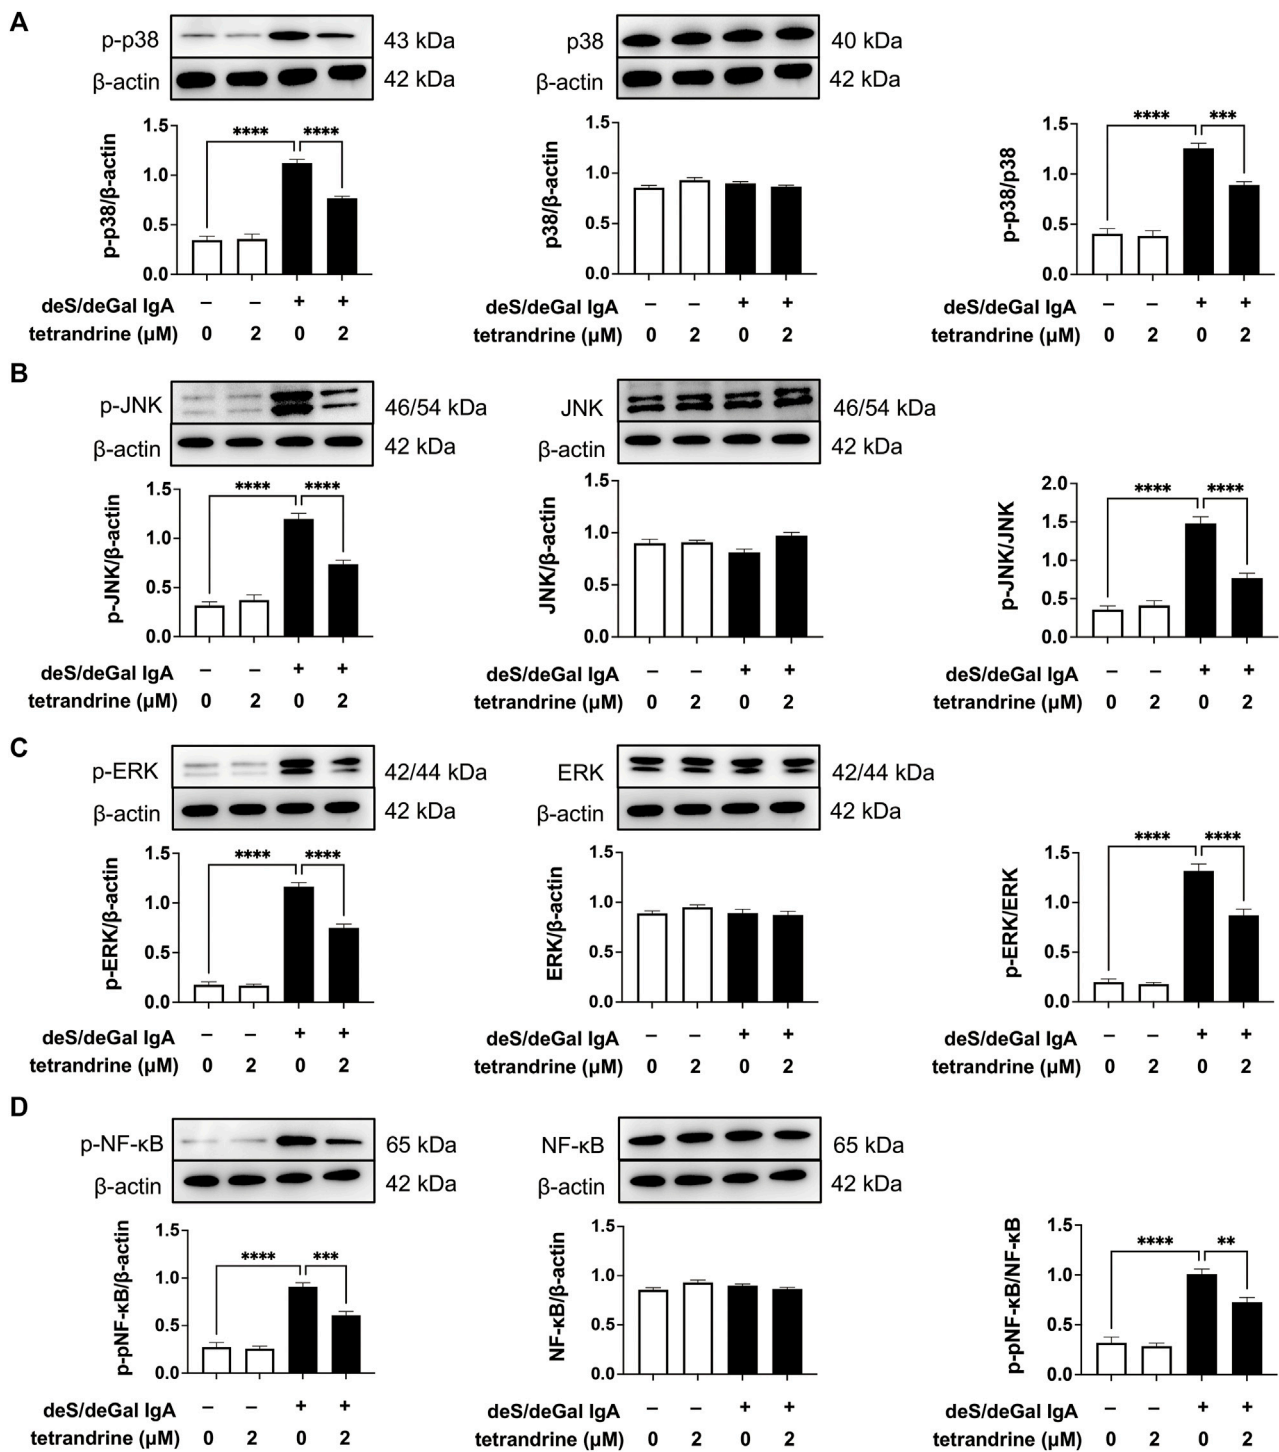 A
p-p38
43 kDa
β-actin
42 kDa
p38
40 kDa
β-actin
42 kDa
p-p38/β-actin
1.5
1.0
0.5
0.0
**** ****
deS/deGal IgA – – + +
tetrandrine (μM) 0 2 0 2
p38/β-actin
1.5
1.0
0.5
0.0
deS/deGal IgA – – + +
tetrandrine (μM) 0 2 0 2
p-p38/p38
1.5
1.0
0.5
0.0
**** ***
deS/deGal IgA – – + +
tetrandrine (μM) 0 2 0 2
B
p-JNK
46/54 kDa
β-actin
42 kDa
JNK
46/54 kDa
β-actin
42 kDa
p-JNK/β-actin
1.5
1.0
0.5
0.0
**** ****
deS/deGal IgA – – + +
tetrandrine (μM) 0 2 0 2
JNK/β-actin
1.5
1.0
0.5
0.0
deS/deGal IgA – – + +
tetrandrine (μM) 0 2 0 2
p-JNK/JNK
2.0
1.5
1.0
0.5
0.0
**** ****
deS/deGal IgA – – + +
tetrandrine (μM) 0 2 0 2
C
p-ERK
42/44 kDa
β-actin
42 kDa
ERK
42/44 kDa
β-actin
42 kDa
p-ERK/β-actin
1.5
1.0
0.5
0.0
**** ****
deS/deGal IgA – – + +
tetrandrine (μM) 0 2 0 2
ERK/β-actin
1.5
1.0
0.5
0.0
deS/deGal IgA – – + +
tetrandrine (μM) 0 2 0 2
p-ERK/ERK
1.5
1.0
0.5
0.0
**** ****
deS/deGal IgA – – + +
tetrandrine (μM) 0 2 0 2
D
p-NF-κB
65 kDa
β-actin
42 kDa
NF-κB
65 kDa
β-actin
42 kDa
p-pNF-κB/β-actin
1.5
1.0
0.5
0.0
**** ***
deS/deGal IgA – – + +
tetrandrine (μM) 0 2 0 2
NF-κB/β-actin
1.5
1.0
0.5
0.0
deS/deGal IgA – – + +
tetrandrine (μM) 0 2 0 2
p-pNF-κB/NF-κB
1.5
1.0
0.5
0.0
**** **
deS/deGal IgA – – + +
tetrandrine (μM) 0 2 0 2